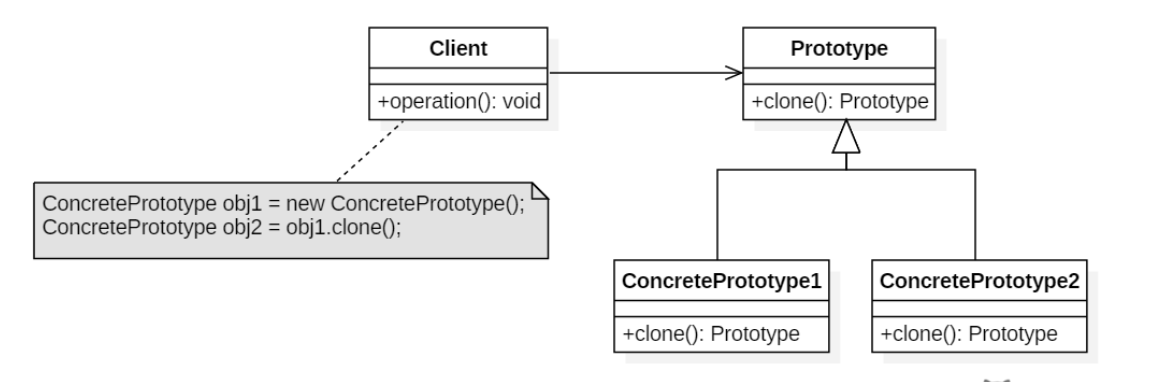 Client
+operation(): void
Prototype
+clone(): Prototype
ConcretePrototype obj1 = new ConcretePrototype();
ConcretePrototype obj2 = obj1.clone();
ConcretePrototype1
+clone(): Prototype
ConcretePrototype2
+clone(): Prototype